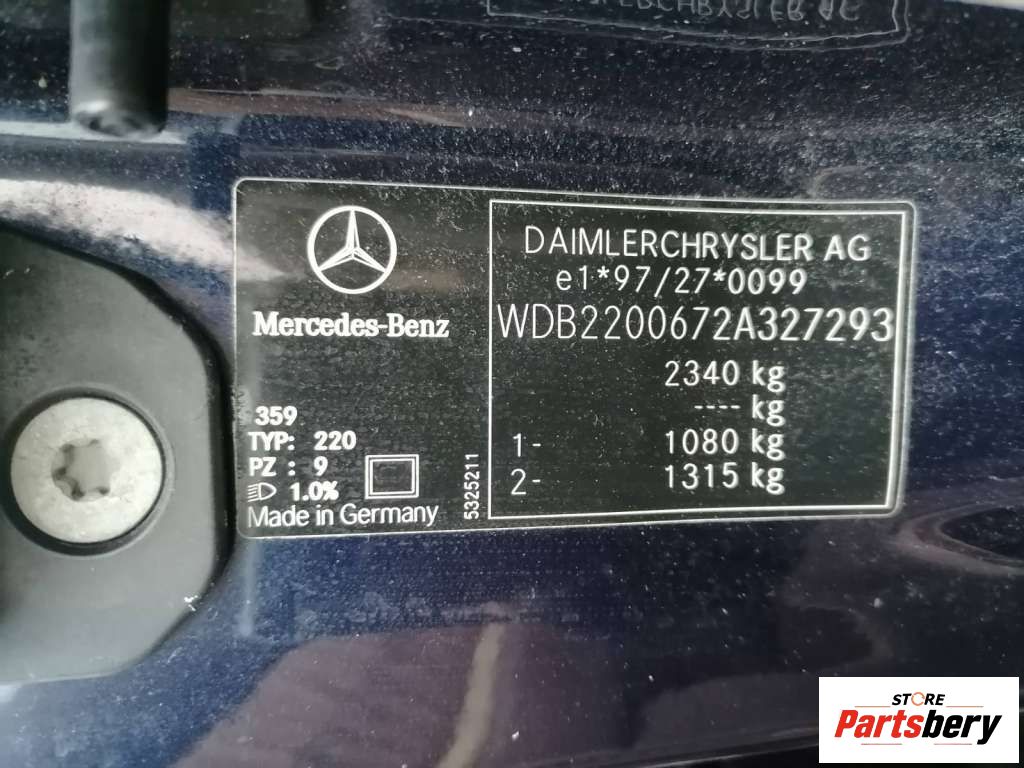 Mercedes-Benz
359
TYP: 220
PZ : 9
1.0%
Made in Germany
5325211
DAIMLERCHRYSLER AG
e1*97/27*0099
WDB2200672A327293
2340 kg
---- kg
1- 1080 kg
2- 1315 kg
STORE
Partsbery